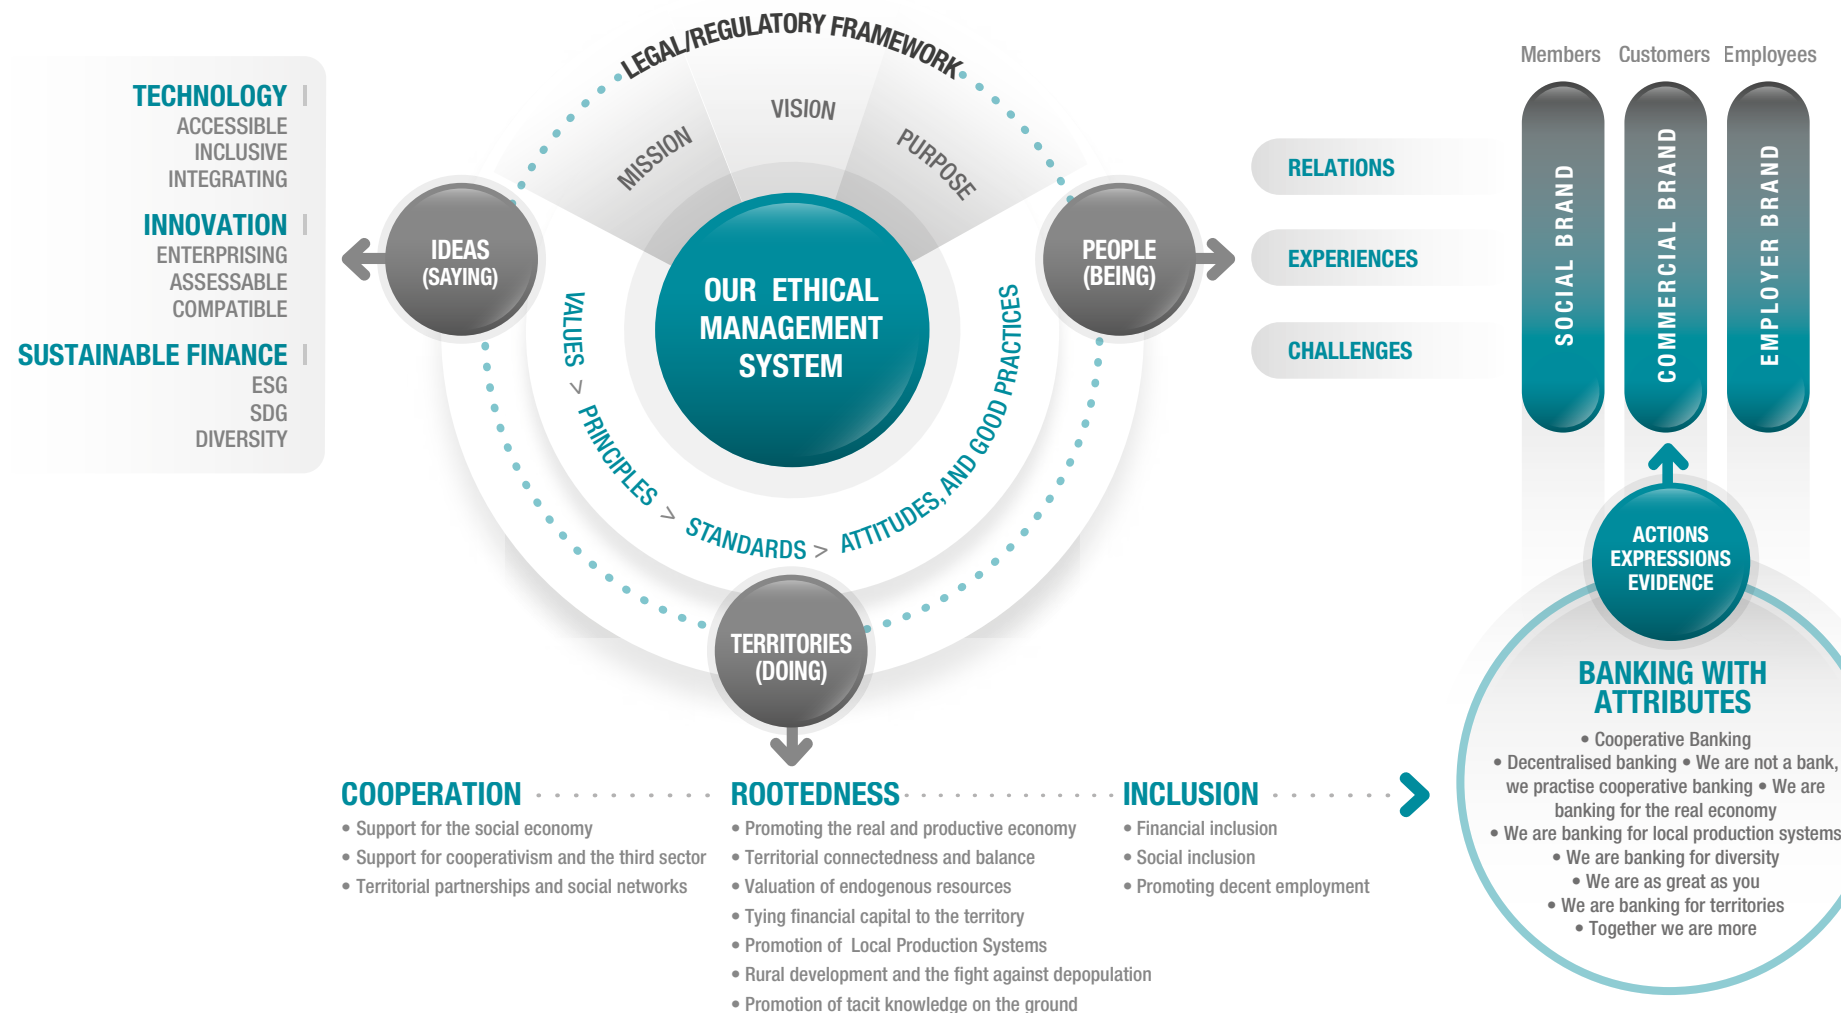 TECHNOLOGY
ACCESSIBLE
INCLUSIVE
INTEGRATING
INNOVATION
ENTERPRISING
ASSESSABLE
COMPATIBLE
SUSTAINABLE FINANCE
ESG
SDG
DIVERSITY
LEGAL/REGULATORY FRAMEWORK
MISSION
VISION
PURPOSE
IDEAS
(SAYING)
OUR ETHICAL
MANAGEMENT
SYSTEM
PEOPLE
(BEING)
VALUES > PRINCIPLES > STANDARDS > ATTITUDES, AND GOOD PRACTICES
TERRITORIES
(DOING)
RELATIONS
EXPERIENCES
CHALLENGES
Members
Customers
Employees
SOCIAL BRAND
COMMERCIAL BRAND
EMPLOYER BRAND
ACTIONS
EXPRESSIONS
EVIDENCE
BANKING WITH
ATTRIBUTES
• Cooperative Banking
• Decentralised banking • We are not a bank,
we practise cooperative banking • We are
banking for the real economy
• We are banking for local production systems
• We are banking for diversity
• We are as great as you
• We are banking for territories
• Together we are more
COOPERATION
• Support for the social economy
• Support for cooperativism and the third sector
• Territorial partnerships and social networks
ROOTEDNESS
• Promoting the real and productive economy
• Territorial connectedness and balance
• Valuation of endogenous resources
• Tying financial capital to the territory
• Promotion of Local Production Systems
• Rural development and the fight against depopulation
• Promotion of tacit knowledge on the ground
INCLUSION
• Financial inclusion
• Social inclusion
• Promoting decent employment